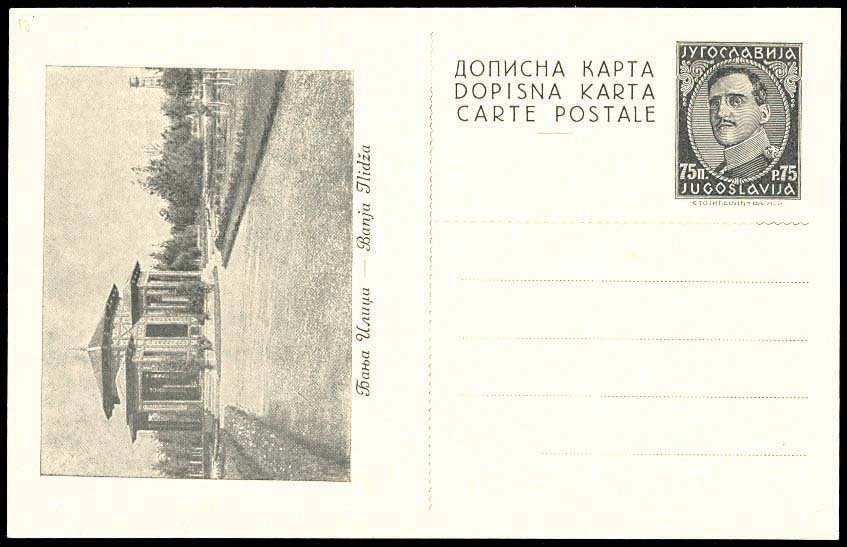 Бања Илиџа — Banja Ilidža
ДОПИСНА КАРТА
DOPISNA KARTA
CARTE POSTALE
ЈУГОСЛАВИЈА
75 п. P. 75
JUGOSLAVIJA